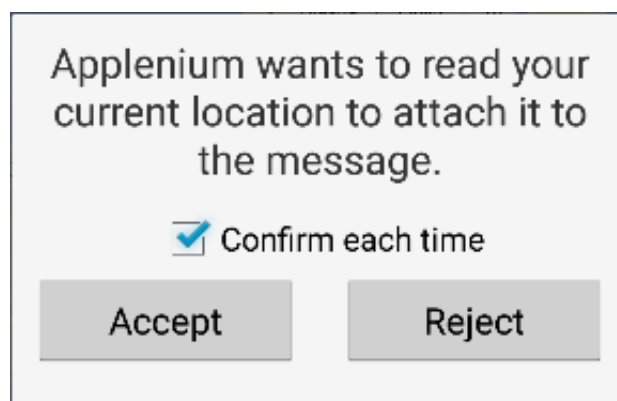 Applenium wants to read your
current location to attach it to
the message.
Confirm each time
Accept Reject